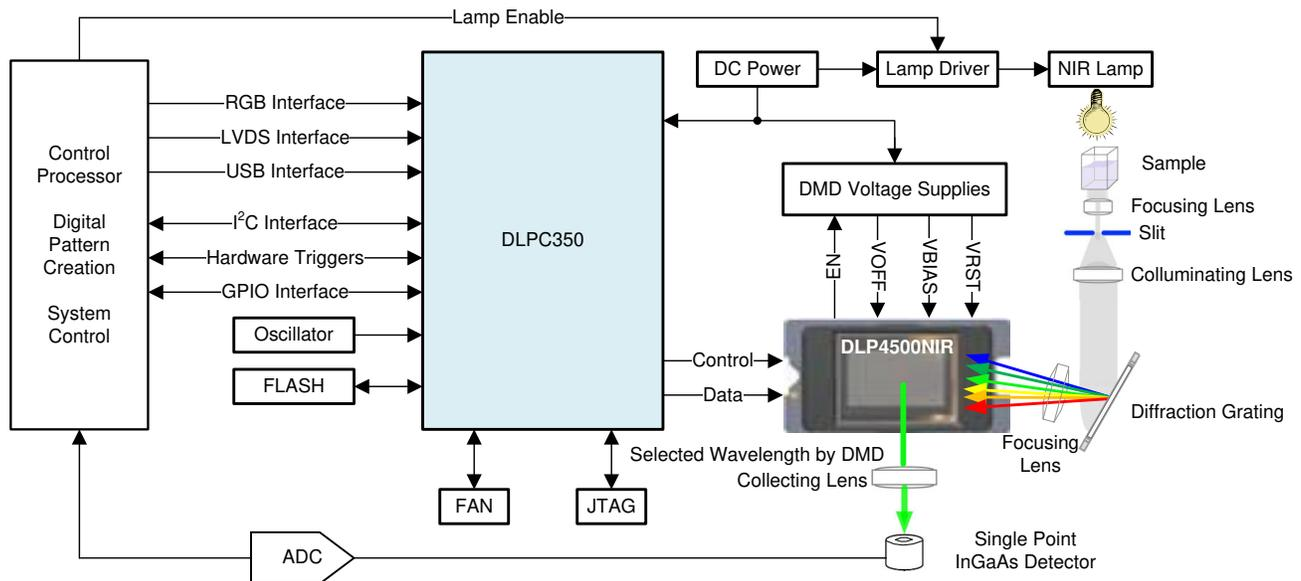 Lamp Enable
DC Power
Lamp Driver
NIR Lamp
RGB Interface
LVDS Interface
USB Interface
I²C Interface
Hardware Triggers
GPIO Interface
Control
Processor
Digital
Pattern
Creation
System
Control
Oscillator
FLASH
DLPC350
FAN
JTAG
DMD Voltage Supplies
EN
VOFF
VBIAS
VRST
Control
Data
DLP4500NIR
Sample
Focusing Lens
Slit
Colluminating Lens
Diffraction Grating
Focusing
Lens
Selected Wavelength by DMD
Collecting Lens
Single Point
InGaAs Detector
ADC